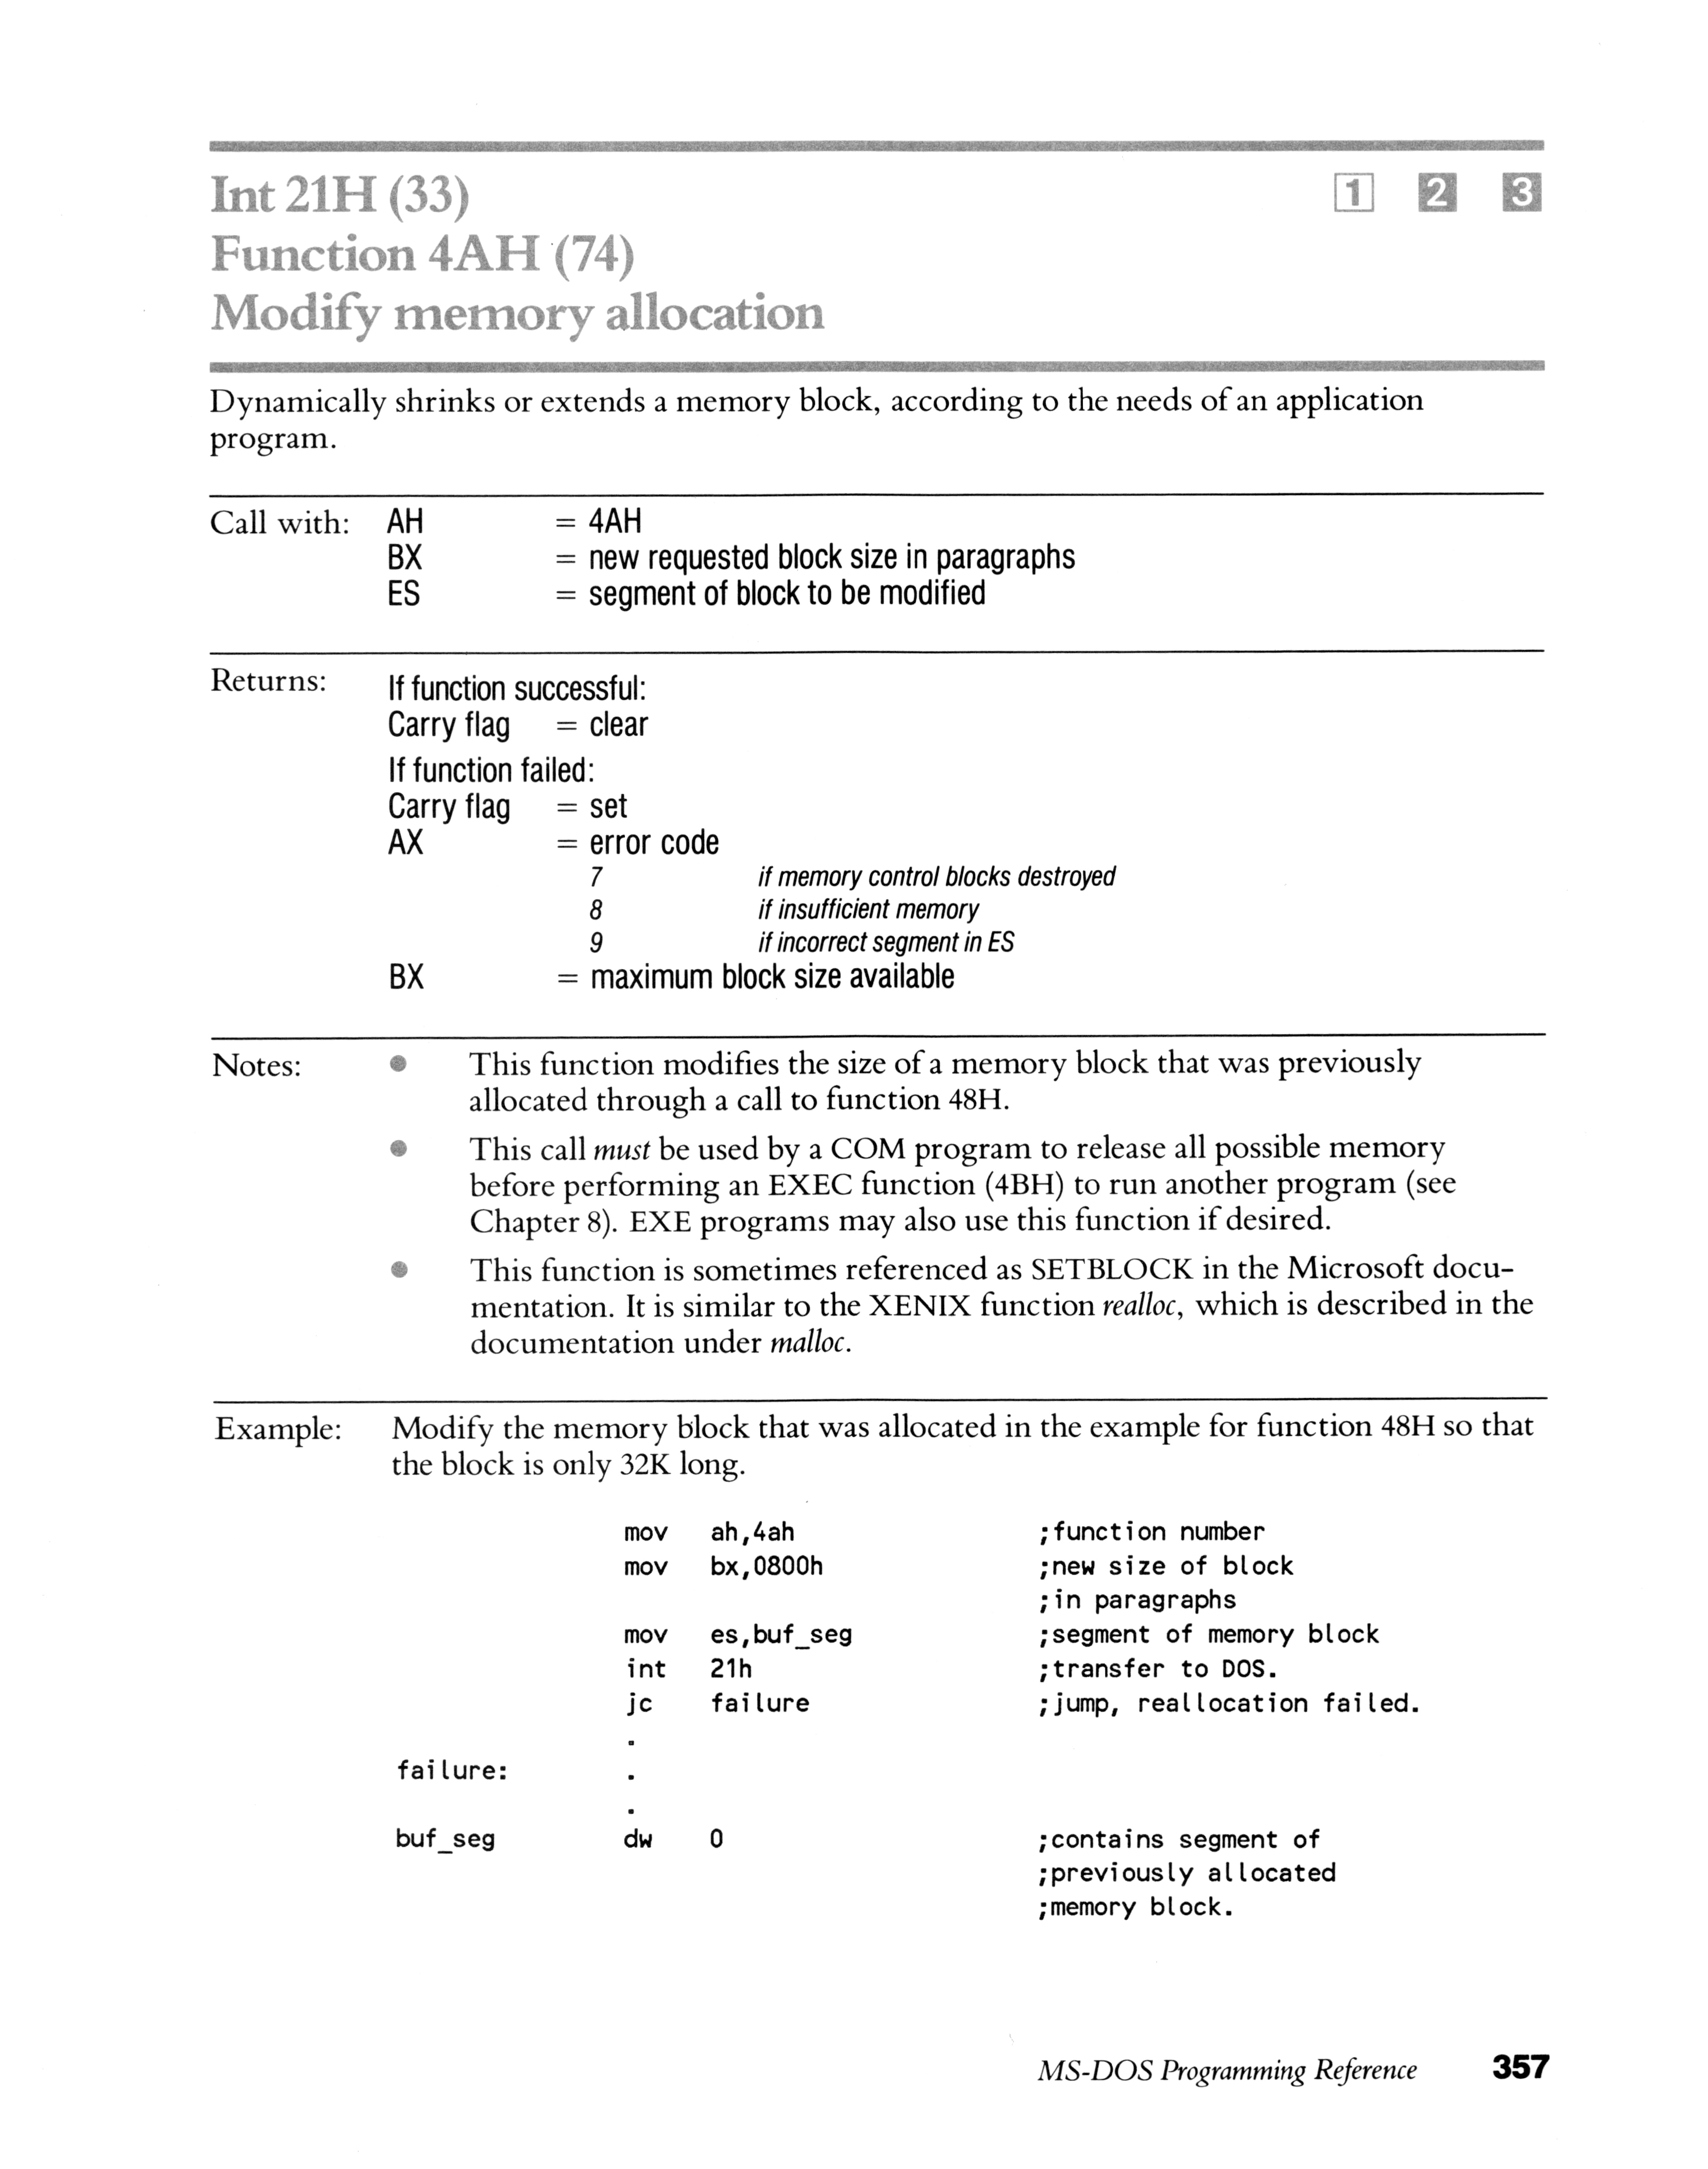 Int 21H (33) 1 2 3
Function 4AH (74)
Modify memory allocation
Dynamically shrinks or extends a memory block, according to the needs of an application
program.
Call with: AH = 4AH
BX = new requested block size in paragraphs
ES = segment of block to be modified
Returns: If function successful:
Carry flag = clear
If function failed:
Carry flag = set
AX = error code
7 if memory control blocks destroyed
8 if insufficient memory
9 if incorrect segment in ES
BX = maximum block size available
Notes: ● This function modifies the size of a memory block that was previously
allocated through a call to function 48H.
● This call must be used by a COM program to release all possible memory
before performing an EXEC function (4BH) to run another program (see
Chapter 8). EXE programs may also use this function if desired.
● This function is sometimes referenced as SETBLOCK in the Microsoft docu-
mentation. It is similar to the XENIX function realloc, which is described in the
documentation under malloc.
Example: Modify the memory block that was allocated in the example for function 48H so that
the block is only 32K long.
mov ah,4ah ;function number
mov bx,0800h ;new size of block
;in paragraphs
mov es,buf_seg ;segment of memory block
int 21h ;transfer to DOS.
jc failure ;jump, reallocation failed.
.
failure: .
.
buf_seg dw 0 ;contains segment of
;previously allocated
;memory block.
MS-DOS Programming Reference 357